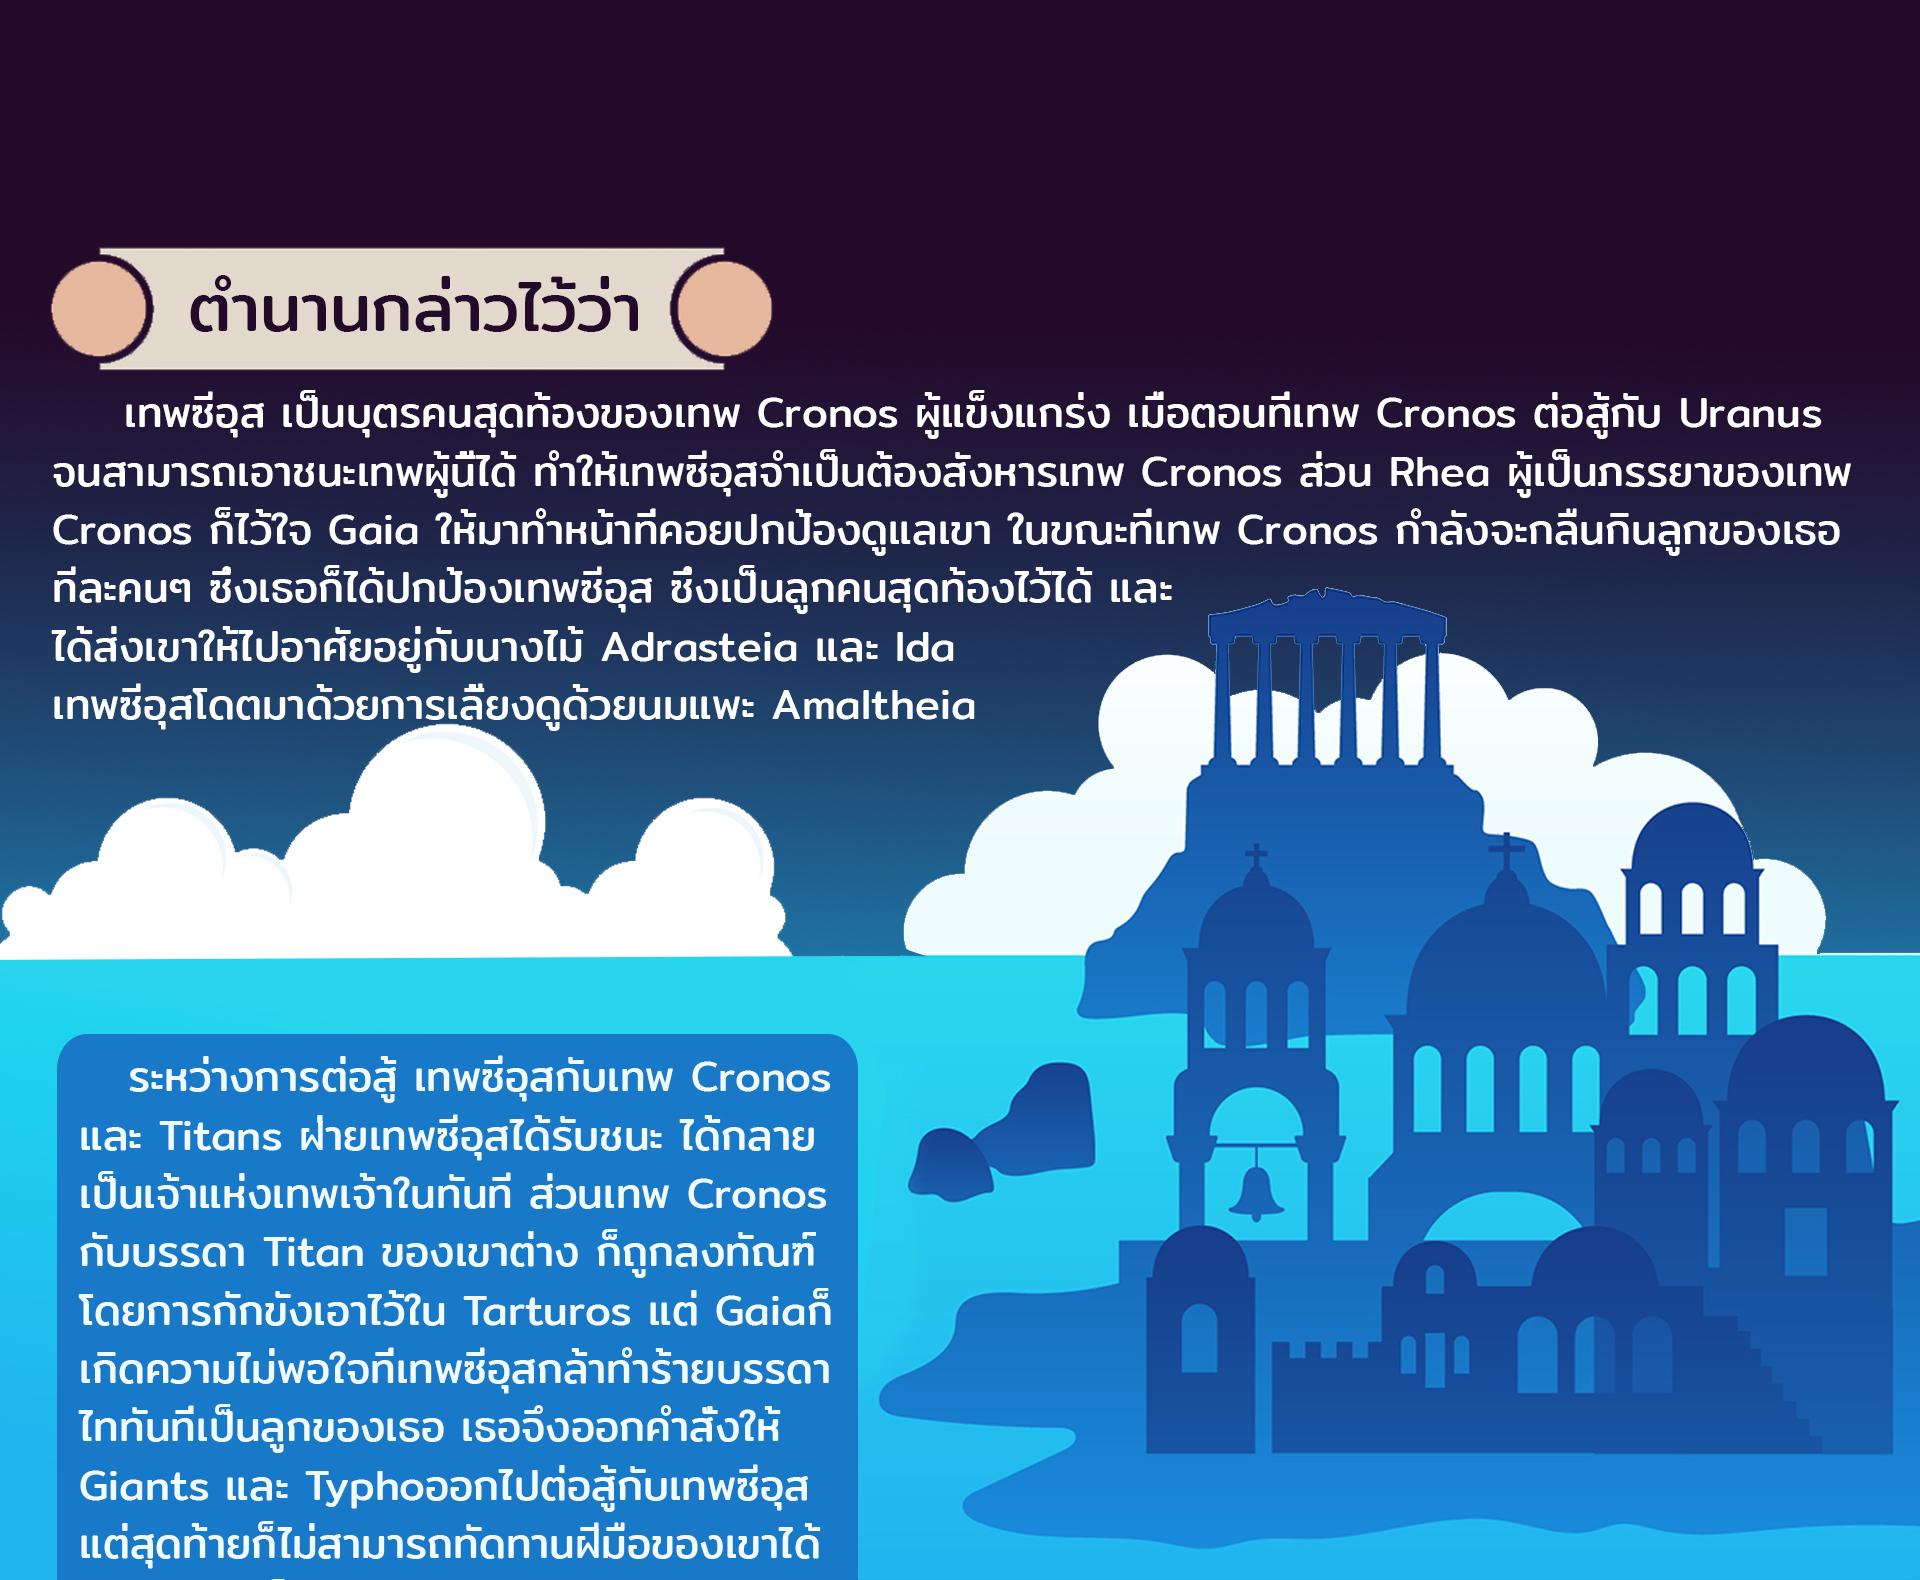 ตำนานกล่าวไว้ว่า
เทพซีอุส เป็นบุตรคนสุดท้องของเทพ Cronos ผู้แข็งแกร่ง เมื่อตอนที่เทพ Cronos ต่อสู้กับ Uranus
จนสามารถเอาชนะเทพผู้นี้ได้ ทำให้เทพซีอุสจำเป็นต้องสังหารเทพ Cronos ส่วน Rhea ผู้เป็นภรรยาของเทพ
Cronos ก็ไว้ใจ Gaia ให้มาทำหน้าที่คอยปกป้องดูแลเขา ในขณะที่เทพ Cronos กำลังจะกลืนกินลูกของเธอ
ทีละคนๆ ซึ่งเธอก็ได้ปกป้องเทพซีอุส ซึ่งเป็นลูกคนสุดท้องไว้ได้ และ
ได้ส่งเขาให้ไปอาศัยอยู่กับนางไม้ Adrasteia และ Ida
เทพซีอุสโดตมาด้วยการเลี้ยงดูด้วยนมแพะ Amaltheia
ระหว่างการต่อสู้ เทพซีอุสกับเทพ Cronos
และ Titans ฝ่ายเทพซีอุสได้รับชนะ ได้กลาย
เป็นเจ้าแห่งเทพเจ้าในทันที ส่วนเทพ Cronos
กับบรรดา Titan ของเขาต่าง ก็ถูกลงทัณฑ์
โดยการกักขังเอาไว้ใน Tarturos แต่ Gaiaก็
เกิดความไม่พอใจที่เทพซีอุสกล้าทำร้ายบรรดา
ไททันที่เป็นลูกของเธอ เธอจึงออกคำสั่งให้
Giants และ Typhoออกไปต่อสู้กับเทพซีอุส
แต่สุดท้ายก็ไม่สามารถทัดทานฝีมือของเขาได้